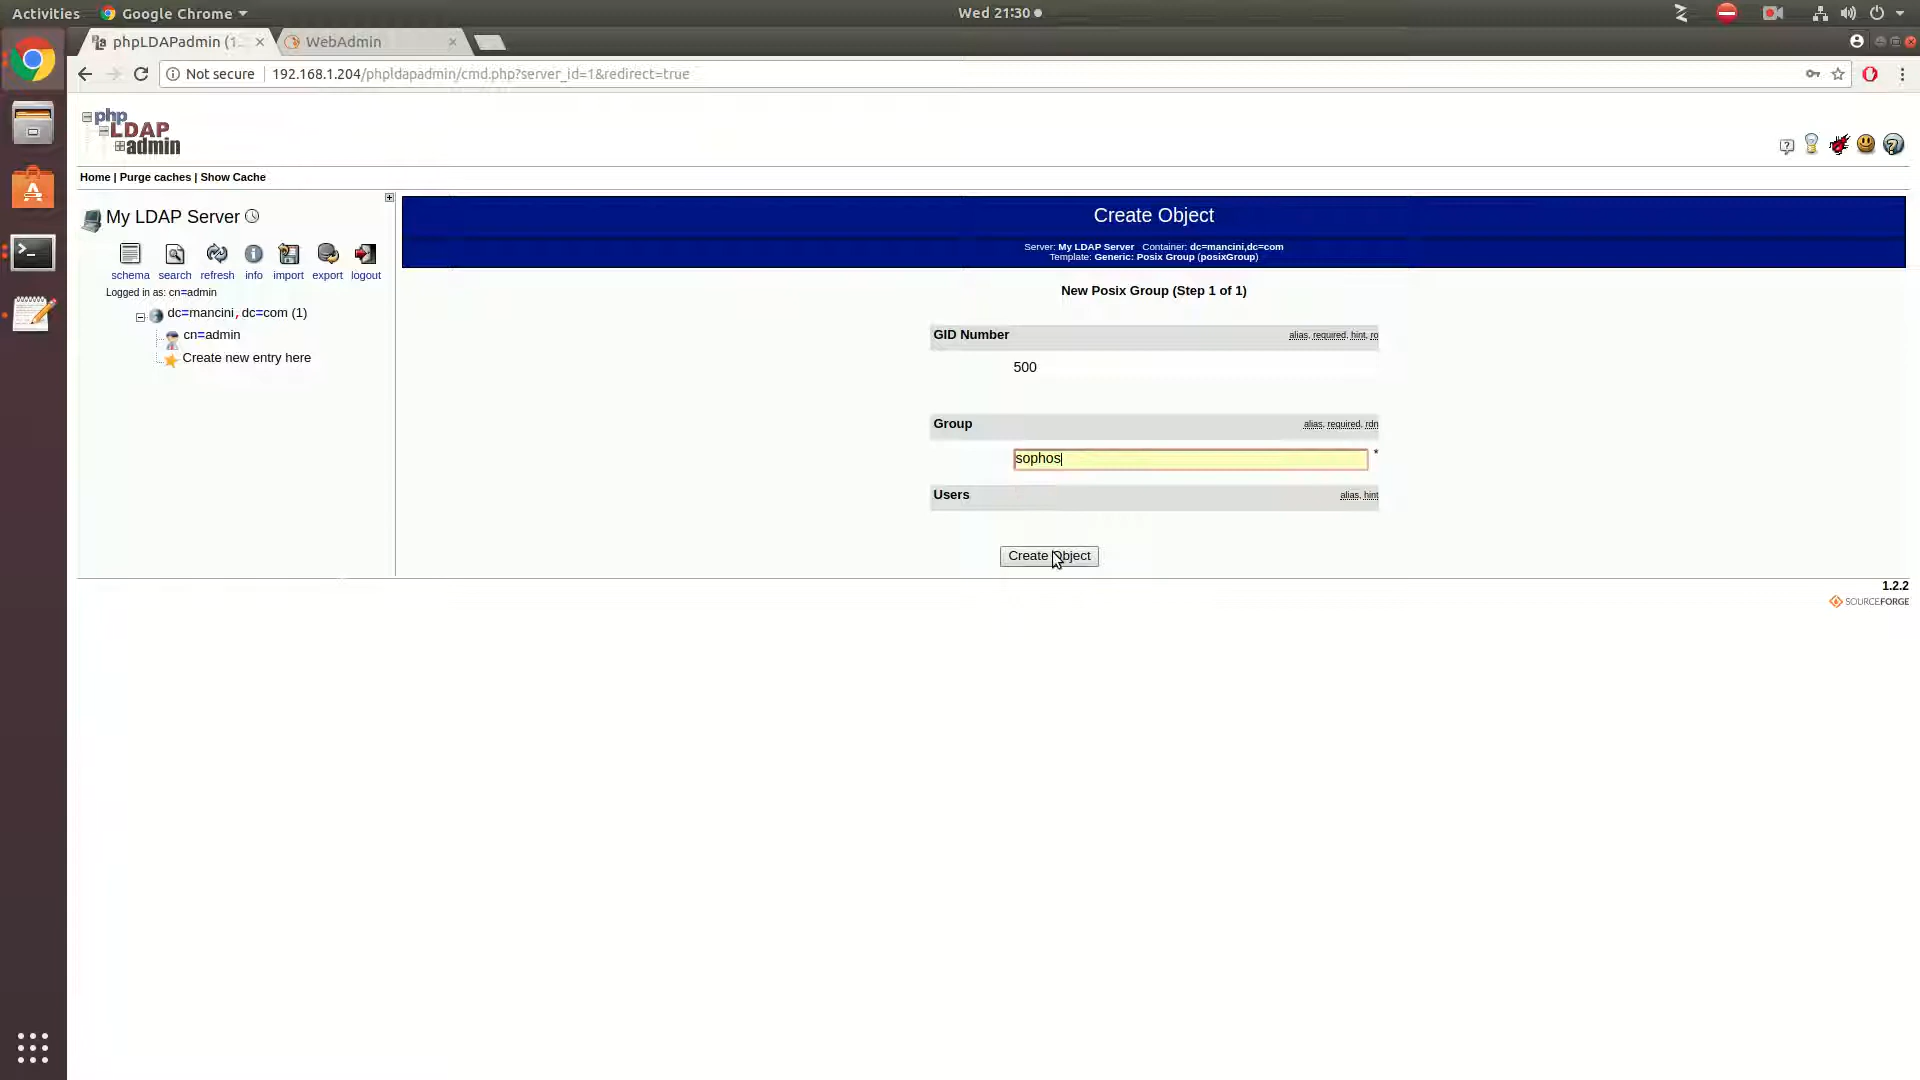 Activities Google Chrome Wed 21:30
phpLDAPadmin (1. WebAdmin
Not secure 192.168.1.204/phpldapadmin/cmd.php?server_id=1&redirect=true
php
LDAP
admin
Home | Purge caches | Show Cache
My LDAP Server
schema search refresh info import export logout
Logged in as: cn=admin
dc=mancini,dc=com (1)
cn=admin
Create new entry here
Create Object
Server: My LDAP Server Container: dc=mancini,dc=com
Template: Generic: Posix Group (posixGroup)
New Posix Group (Step 1 of 1)
GID Number alias, required, hint, ro
500
Group alias, required, rdn
sophos *
Users alias, hint
Create Object
1.2.2
SOURCEFORGE